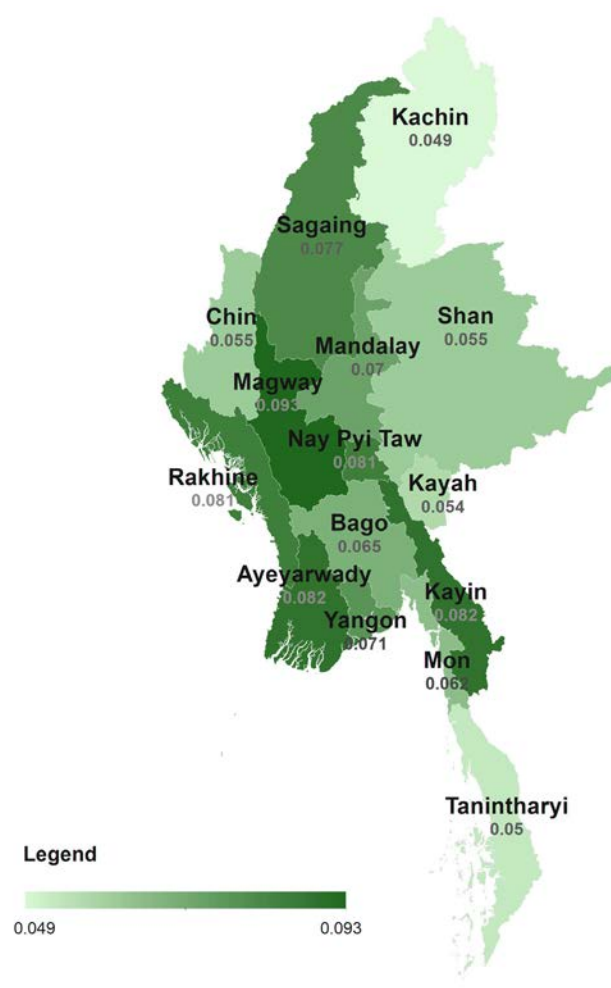 Kachin
0.049
Sagaing
0.077
Chin
0.055
Shan
0.055
Mandalay
0.07
Magway
0.093
Nay Pyi Taw
0.081
Rakhine
0.081
Kayah
0.054
Bago
0.065
Ayeyarwady
0.082
Kayin
0.082
Yangon
0.071
Mon
0.062
Tanintharyi
0.05
Legend
0.049
0.093